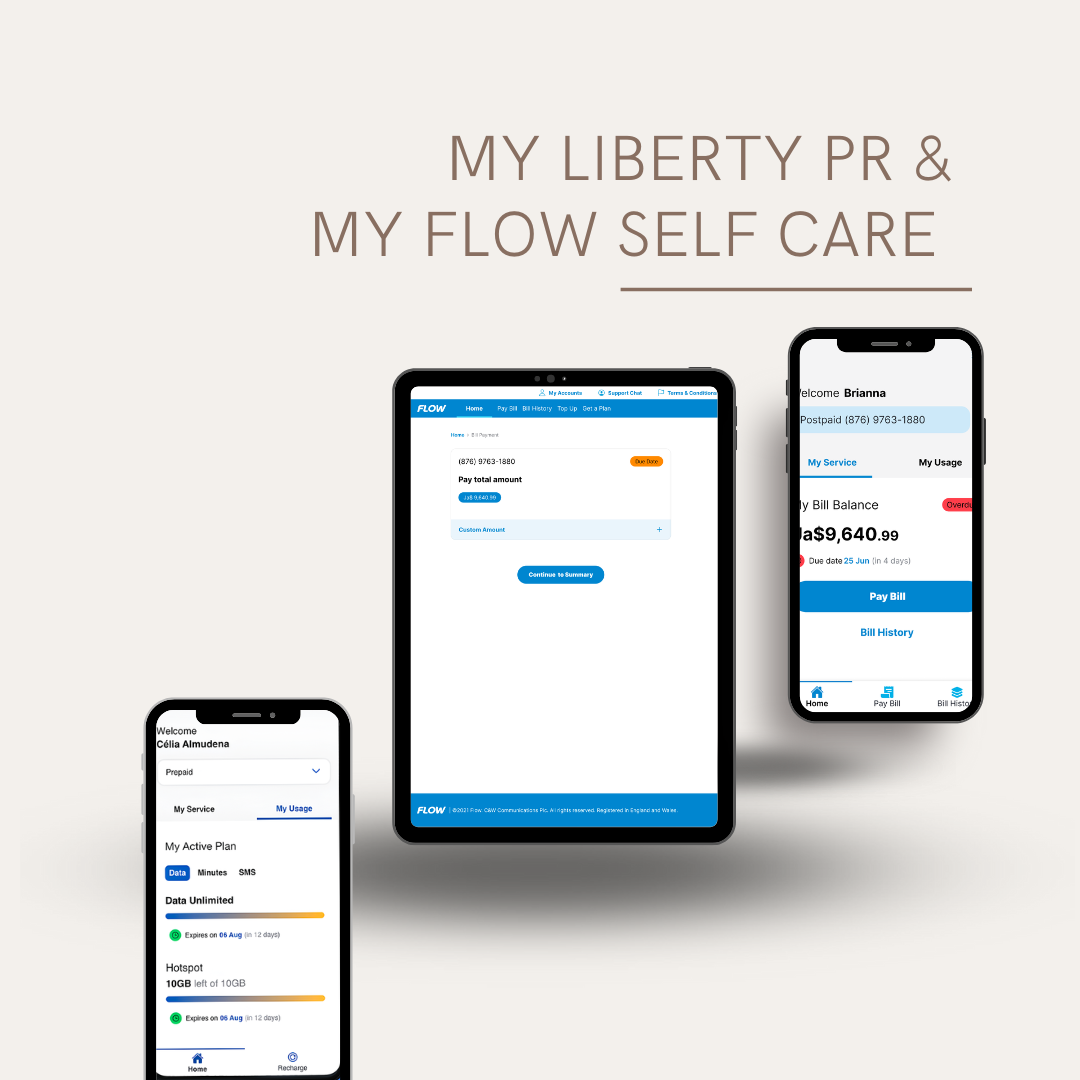 MY LIBERTY PR &
MY FLOW SELF CARE
My Accounts Support Chat Terms & Conditions
FLOW Home Pay Bill Bill History Top Up Get a Plan
Home > Bill Payment
(876) 9763-1880 Due Date
Pay total amount
Ja$ 9,640.99
Custom Amount +
Continue to Summary
FLOW | ©2021 Flow. C&W Communications Plc. All rights reserved. Registered in England and Wales.
elcome Brianna
Postpaid (876) 9763-1880
My Service My Usage
y Bill Balance Overdu
Ja$9,640.99
Due date 25 Jun (in 4 days)
Pay Bill
Bill History
Home Pay Bill Bill Histo
Welcome
Célia Almudena
Prepaid
My Service My Usage
My Active Plan
Data Minutes SMS
Data Unlimited
Expires on 06 Aug (in 12 days)
Hotspot
10GB left of 10GB
Expires on 06 Aug (in 12 days)
Home Recharge